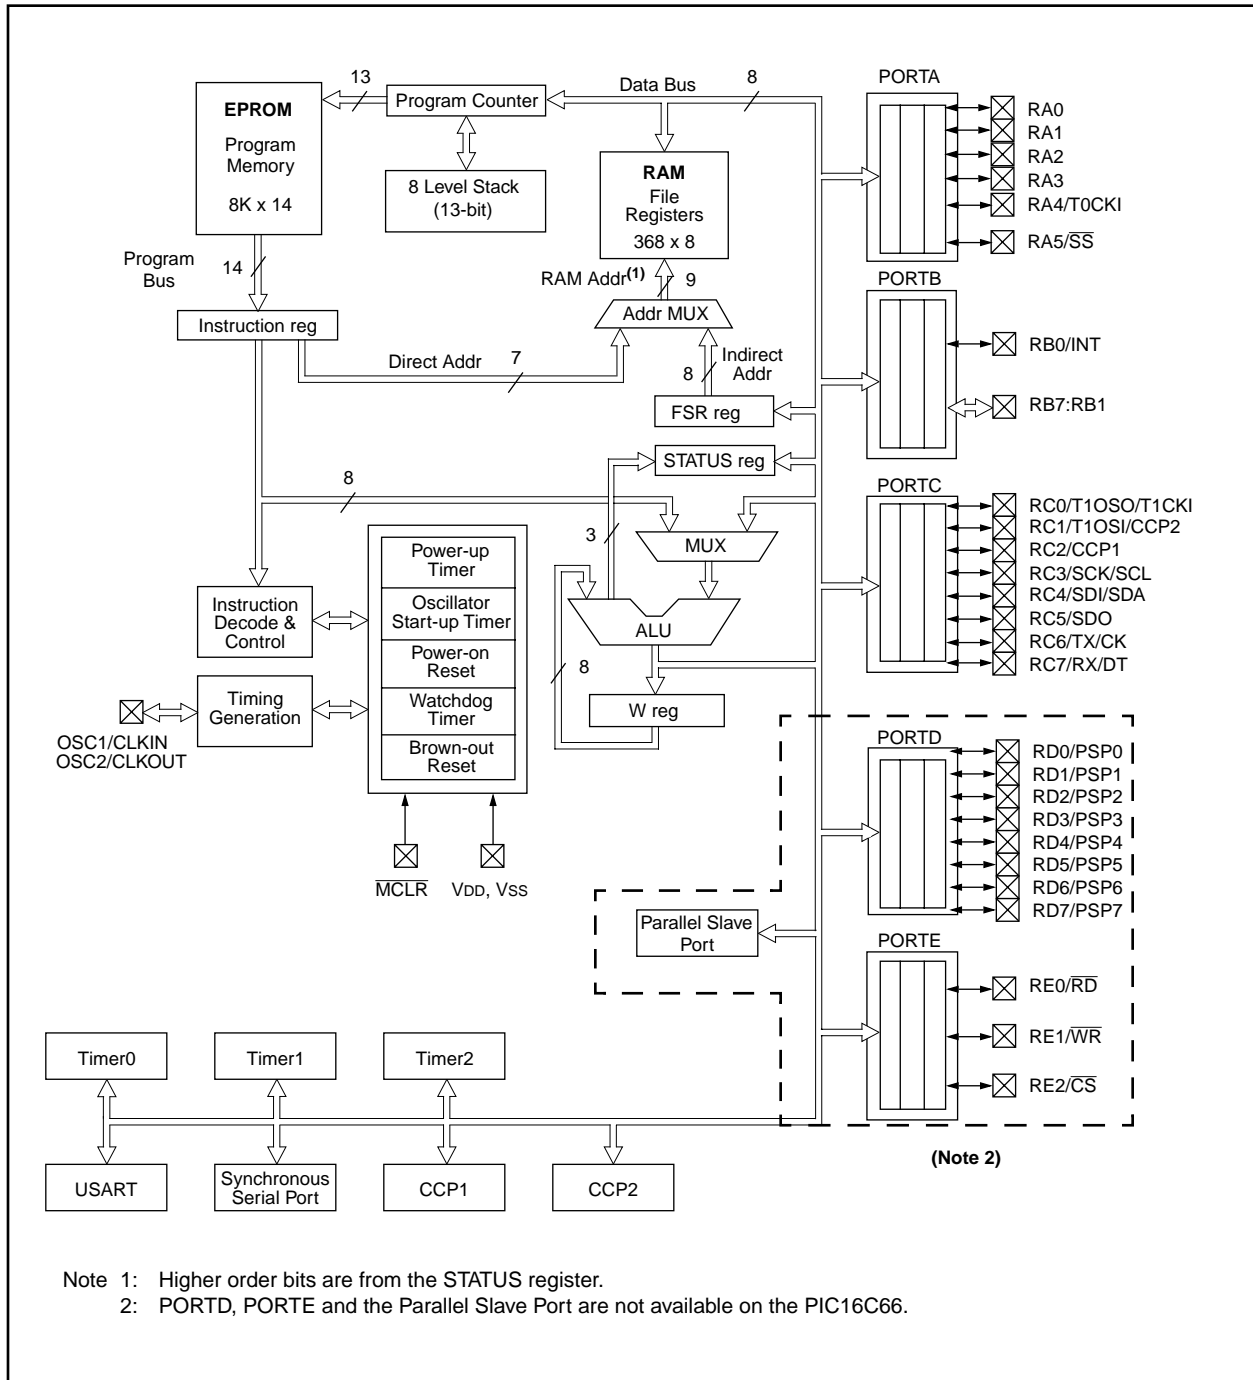 EPROM
Program
Memory
8K x 14
13
Program Counter
Data Bus
8
8 Level Stack
(13-bit)
RAM
File
Registers
368 x 8
Program
Bus
14
RAM Addr(1)
9
Instruction reg
Addr MUX
Direct Addr
7
8
Indirect
Addr
FSR reg
STATUS reg
8
3
MUX
Power-up
Timer
Oscillator
Start-up Timer
Power-on
Reset
Watchdog
Timer
Brown-out
Reset
Instruction
Decode &
Control
Timing
Generation
OSC1/CLKIN
OSC2/CLKOUT
M̅C̅L̅R̅
VDD, VSS
ALU
8
W reg
Parallel Slave
Port
PORTA
RA0
RA1
RA2
RA3
RA4/T0CKI
RA5/S̅S̅
PORTB
RB0/INT
RB7:RB1
PORTC
RC0/T1OSO/T1CKI
RC1/T1OSI/CCP2
RC2/CCP1
RC3/SCK/SCL
RC4/SDI/SDA
RC5/SDO
RC6/TX/CK
RC7/RX/DT
PORTD
RD0/PSP0
RD1/PSP1
RD2/PSP2
RD3/PSP3
RD4/PSP4
RD5/PSP5
RD6/PSP6
RD7/PSP7
PORTE
RE0/R̅D̅
RE1/W̅R̅
RE2/C̅S̅
(Note 2)
Timer0
Timer1
Timer2
USART
Synchronous
Serial Port
CCP1
CCP2
Note 1: Higher order bits are from the STATUS register.
2: PORTD, PORTE and the Parallel Slave Port are not available on the PIC16C66.